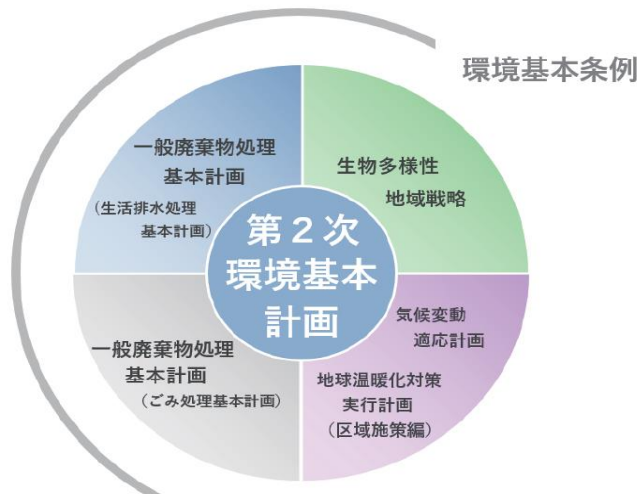 環境基本条例
一般廃棄物処理
基本計画
(生活排水処理
基本計画)
生物多様性
地域戦略
第２次
環境基本
計画
一般廃棄物処理
基本計画
(ごみ処理基本計画)
気候変動
適応計画
地球温暖化対策
実行計画
(区域施策編)